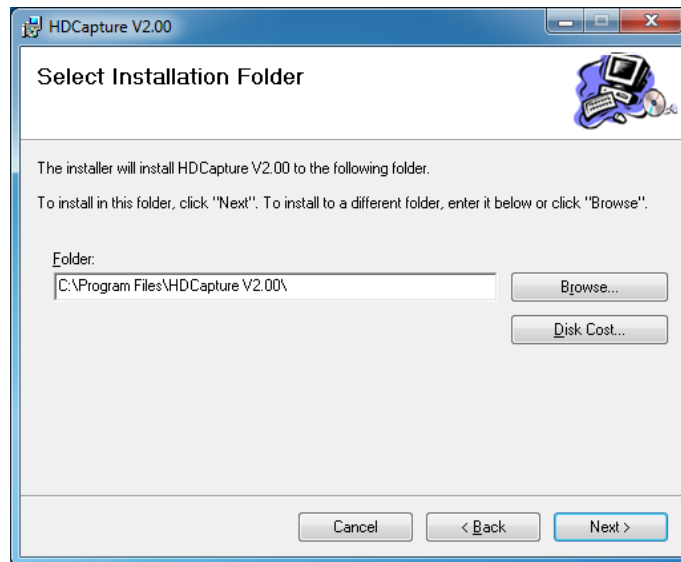 HDCapture V2.00
Select Installation Folder
The installer will install HDCapture V2.00 to the following folder.
To install in this folder, click "Next". To install to a different folder, enter it below or click "Browse".
Folder:
C:\Program Files\HDCapture V2.00\
Browse...
Disk Cost...
Cancel
< Back
Next >